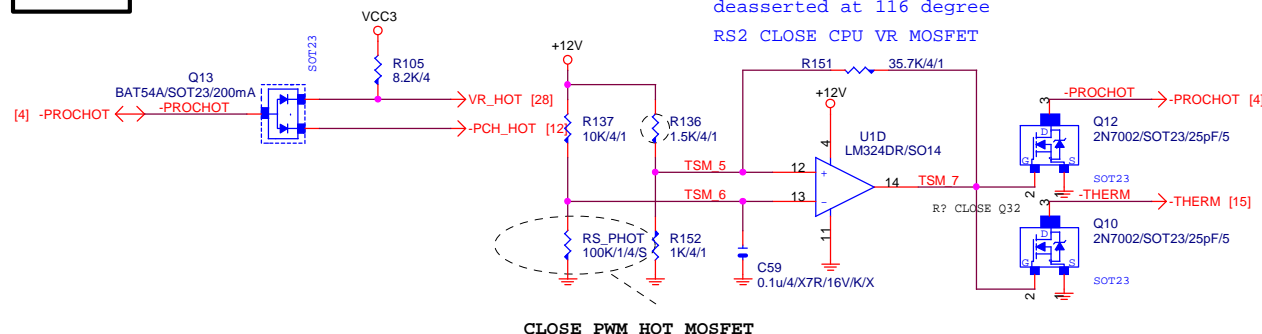 deasserted at 116 degree
RS2 CLOSE CPU VR MOSFET
VCC3
SOT23
R105
8.2K/4
+12V
R151
35.7K/4/1
Q13
BAT54A/SOT23/200mA
-PROCHOT
[4] -PROCHOT
VR_HOT [28]
-PCH_HOT [12]
R137
10K/4/1
R136
1.5K/4/1
+12V
4
U1D
LM324DR/SO14
TSM_5
12
+
TSM_6
13
-
14
TSM_7
11
R? CLOSE Q32
3
-PROCHOT
-PROCHOT [4]
D
G
S
Q12
2N7002/SOT23/25pF/5
SOT23
2
1
3
-THERM
-THERM [15]
D
G
S
Q10
2N7002/SOT23/25pF/5
SOT23
2
1
RS_PHOT
100K/1/4/S
R152
1K/4/1
C59
0.1u/4/X7R/16V/K/X
CLOSE PWM HOT MOSFET